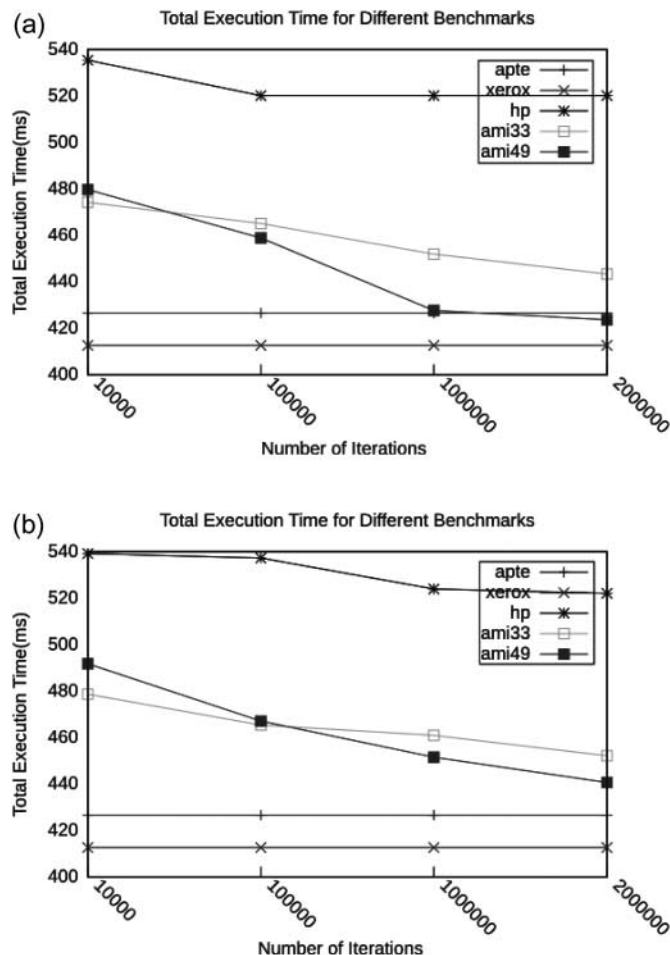 (a)
Total Execution Time for Different Benchmarks
540
520
500
480
460
440
420
400
Total Execution Time(ms)
apte
xerox
hp
ami33
ami49
10000
100000
1000000
2000000
Number of Iterations
(b)
Total Execution Time for Different Benchmarks
540
520
500
480
460
440
420
400
Total Execution Time(ms)
apte
xerox
hp
ami33
ami49
10000
100000
1000000
2000000
Number of Iterations